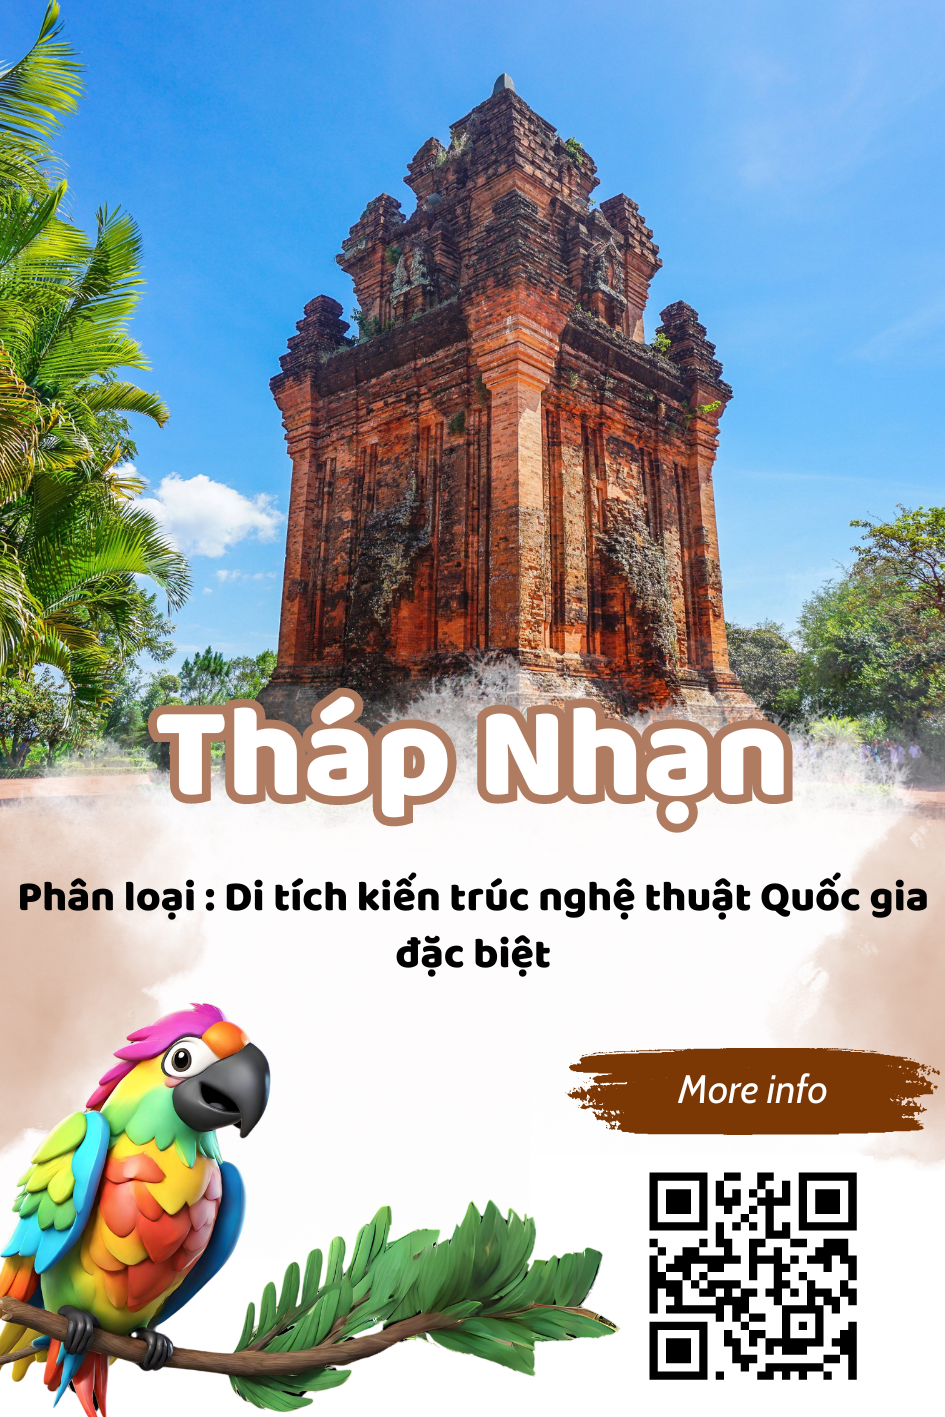 Tháp Nhạn
Phân loại : Di tích kiến trúc nghệ thuật Quốc gia
đặc biệt
More info